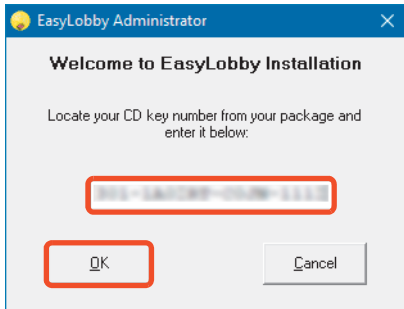 EasyLobby Administrator
Welcome to EasyLobby Installation
Locate your CD key number from your package and
enter it below:
OK
Cancel